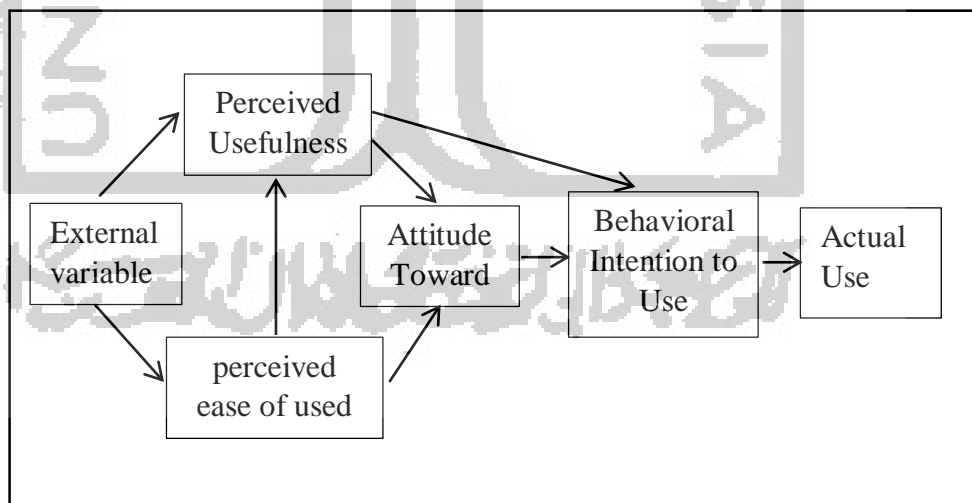 Perceived
Usefulness
External
variable
Attitude
Toward
Behavioral
Intention to
Use
Actual
Use
perceived
ease of used